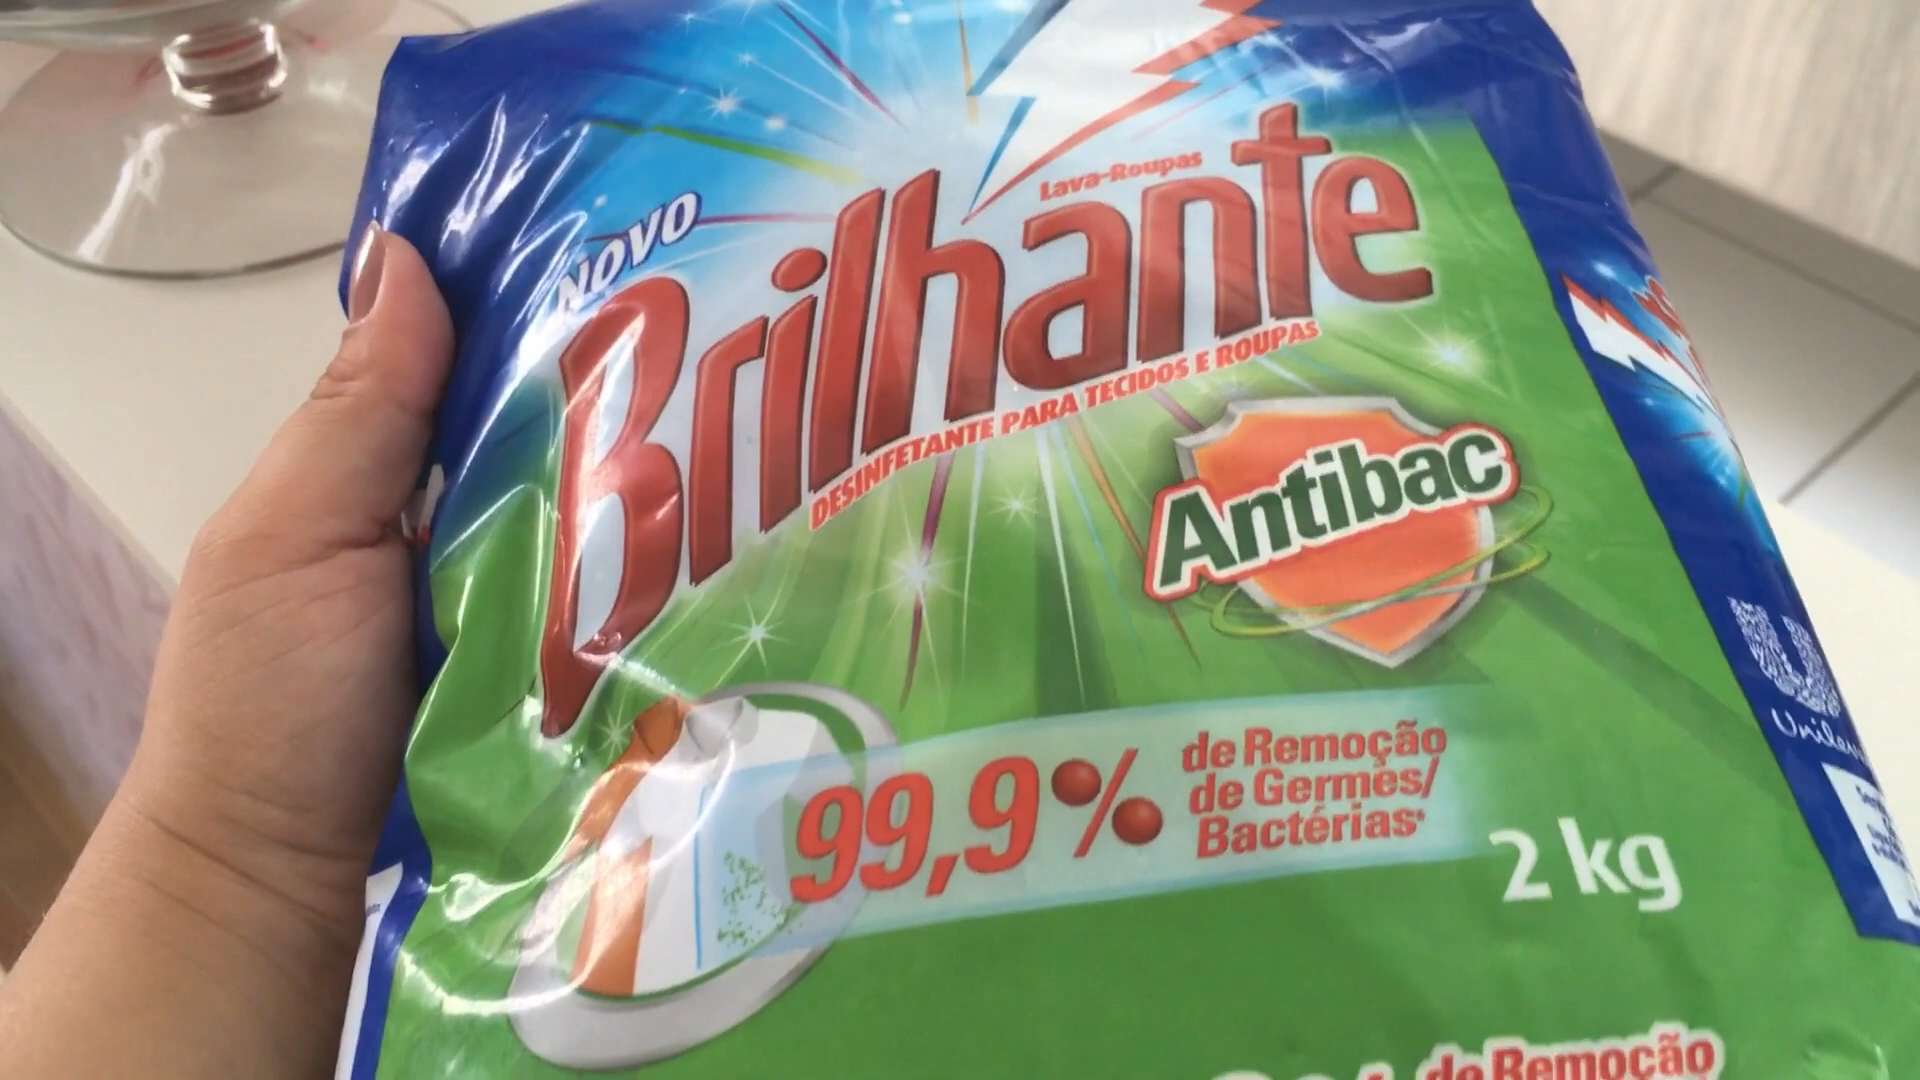 NOVO
Lava-Roupas
Brilhante
DESINFETANTE PARA TECIDOS E ROUPAS
Antibac
99,9%
de Remoção
de Germes/
Bactérias*
2 kg
de Remoção